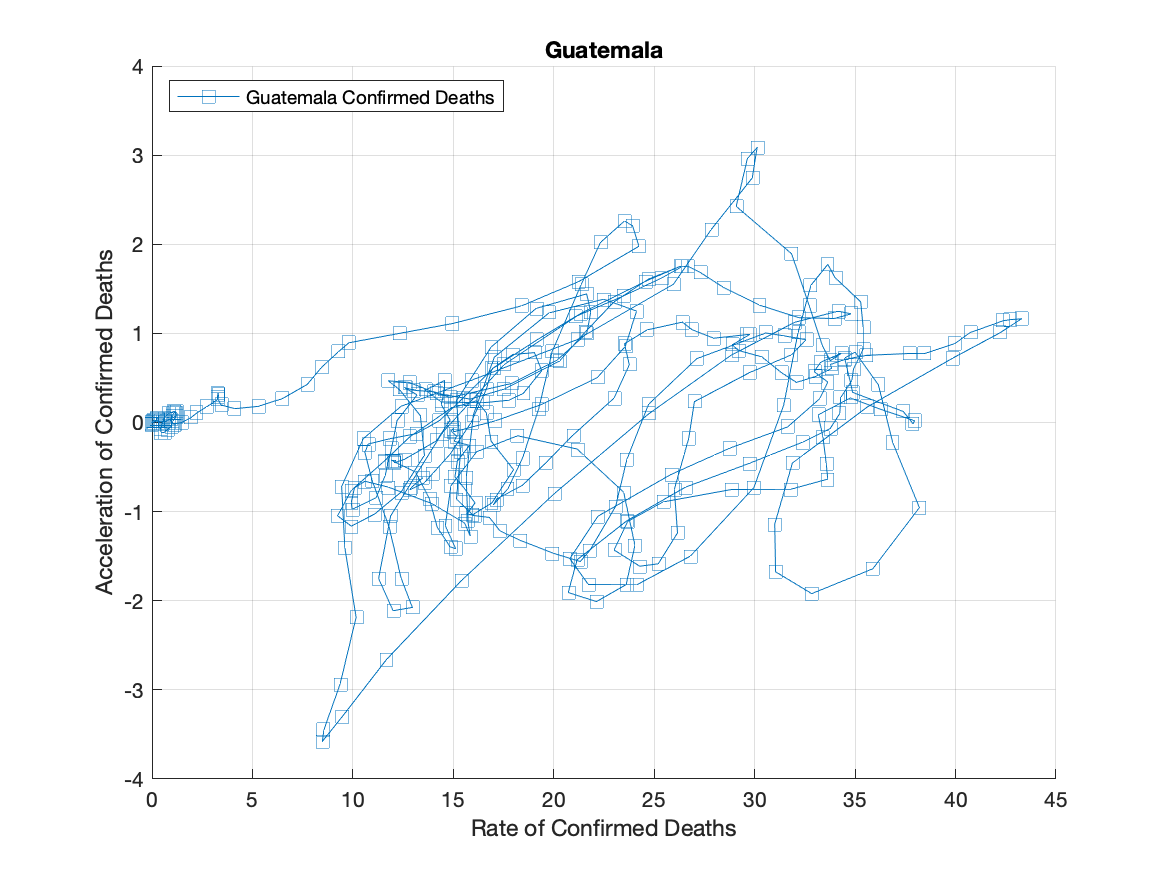 Guatemala
Guatemala Confirmed Deaths
4
3
2
1
0
-1
-2
-3
-4
Acceleration of Confirmed Deaths
0 5 10 15 20 25 30 35 40 45
Rate of Confirmed Deaths